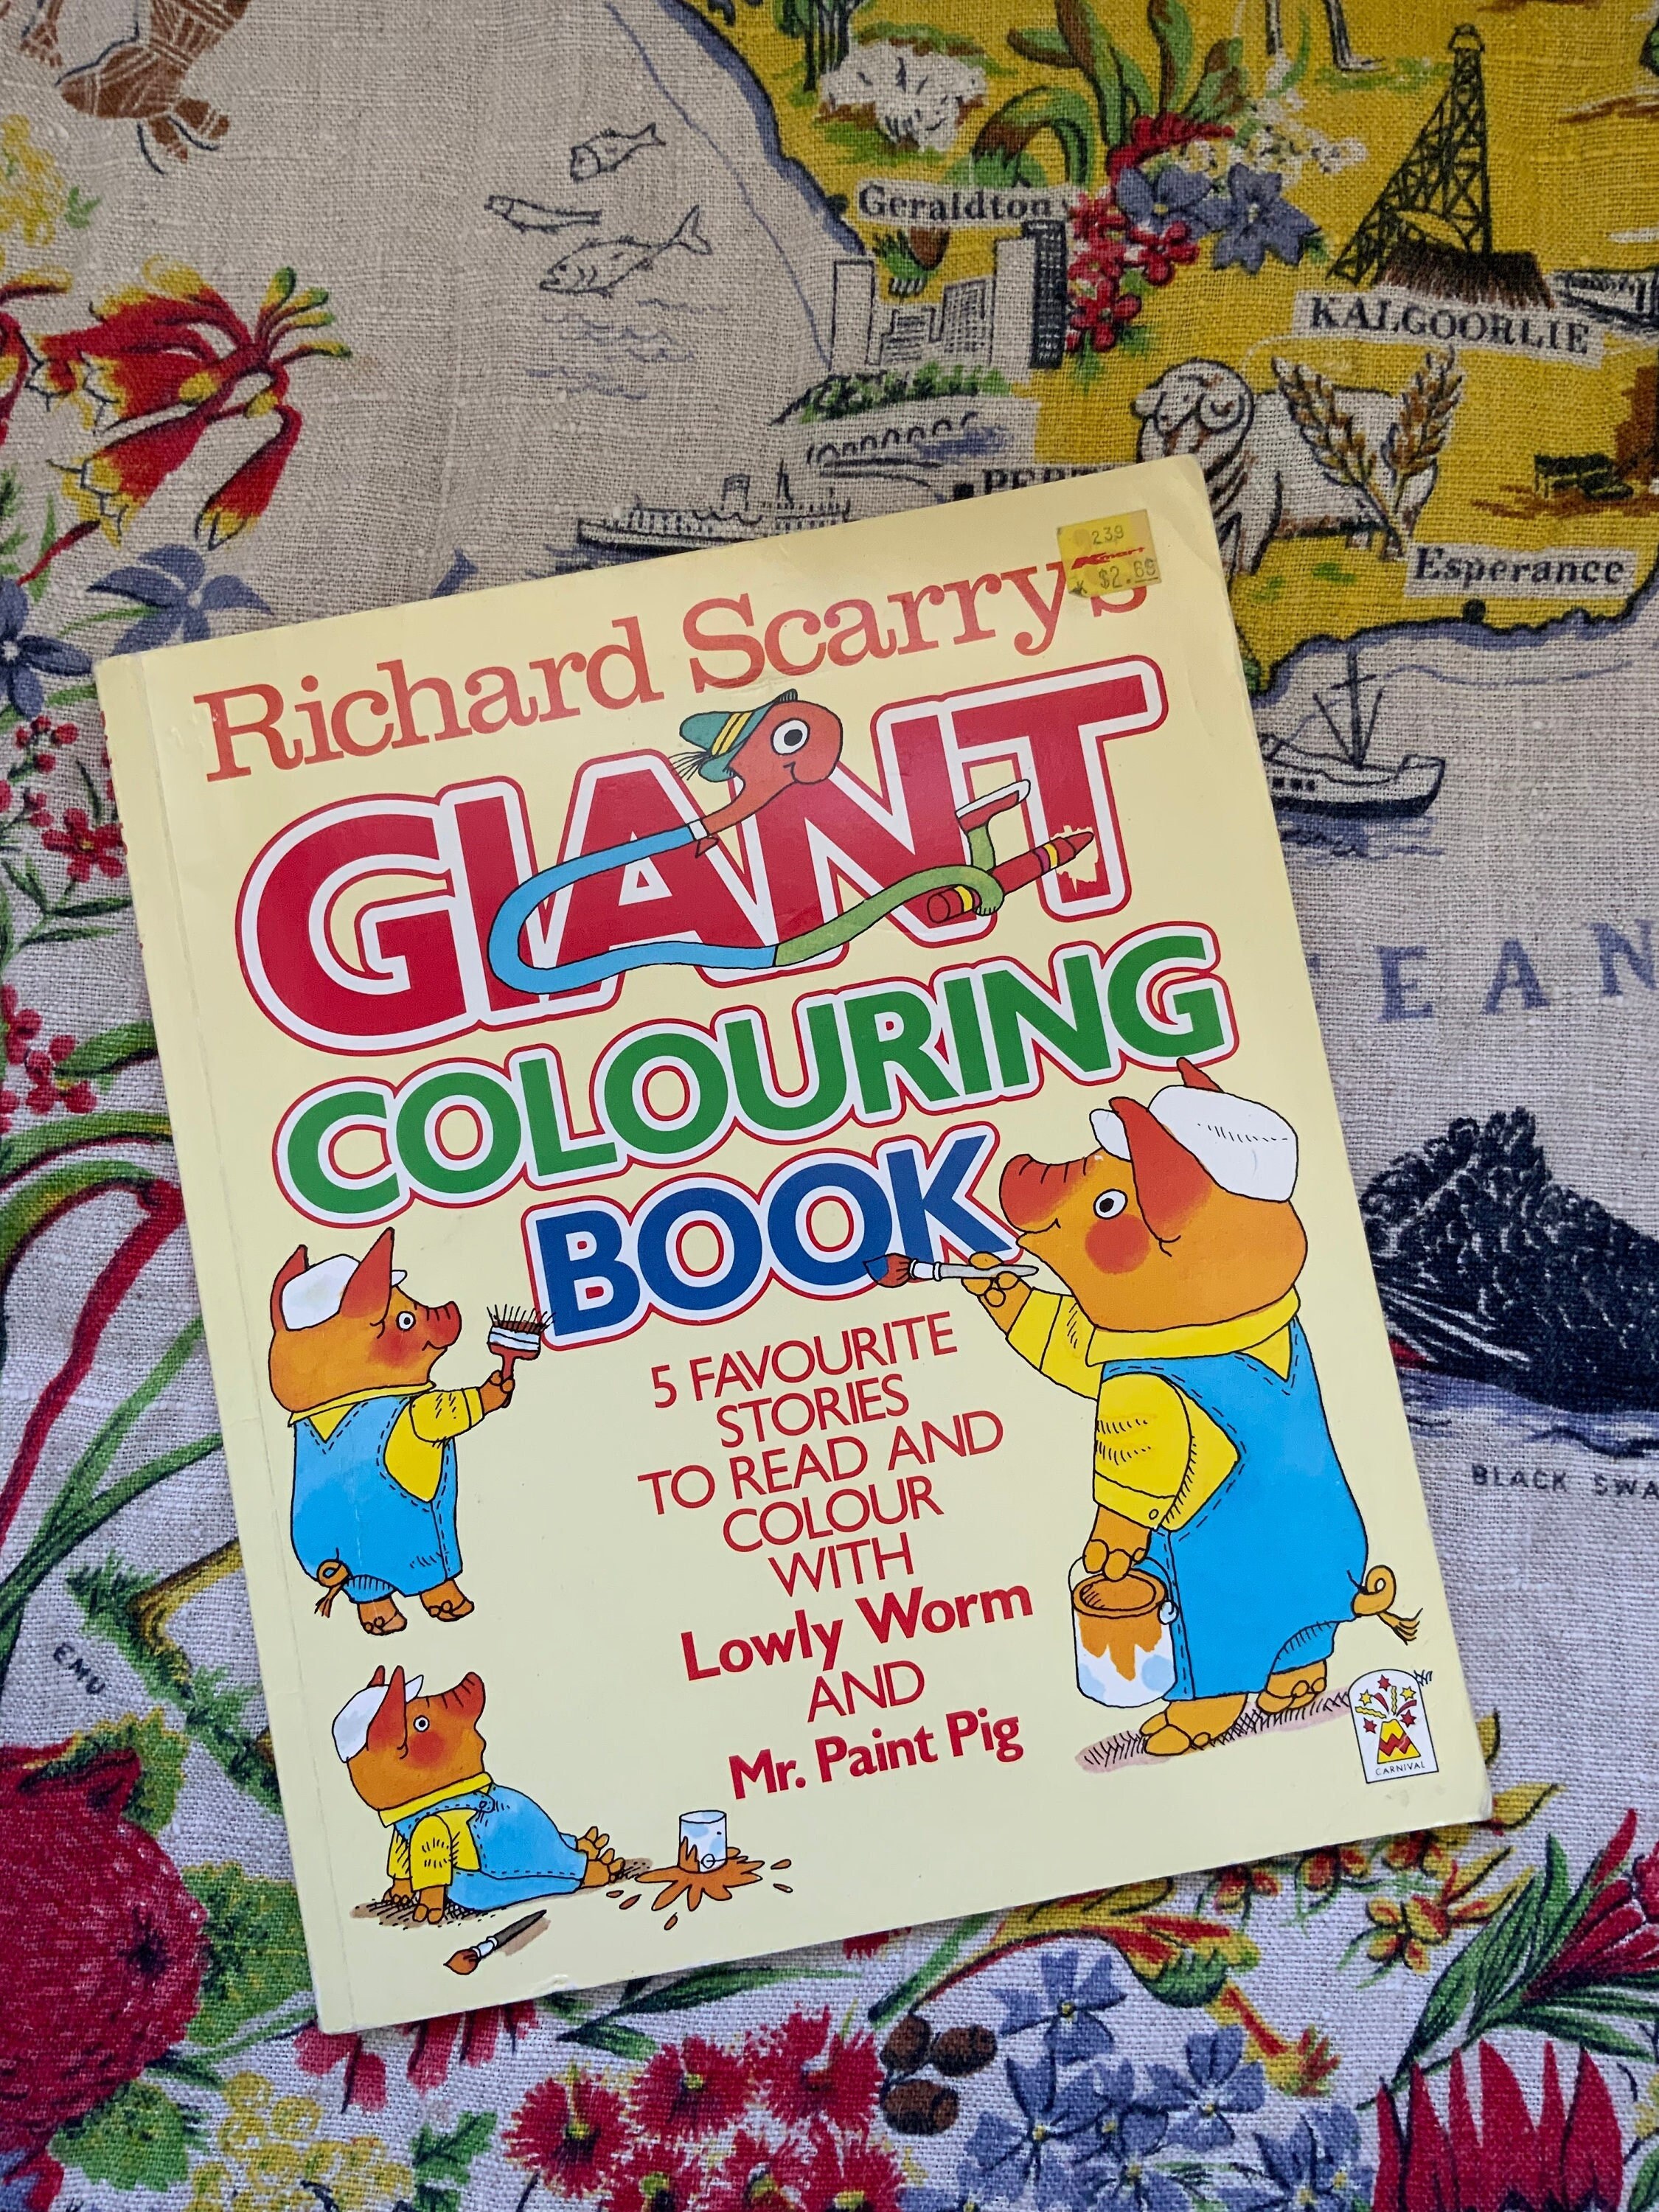 Geraldton
KALGOORLIE
Esperance
239
Kmart
$2.69
Richard Scarry's
GIANT
COLOURING
BOOK
5 FAVOURITE
STORIES
TO READ AND
COLOUR
WITH
Lowly Worm
AND
Mr. Paint Pig
CARNIVAL
EAN
BLACK SWA
EMU